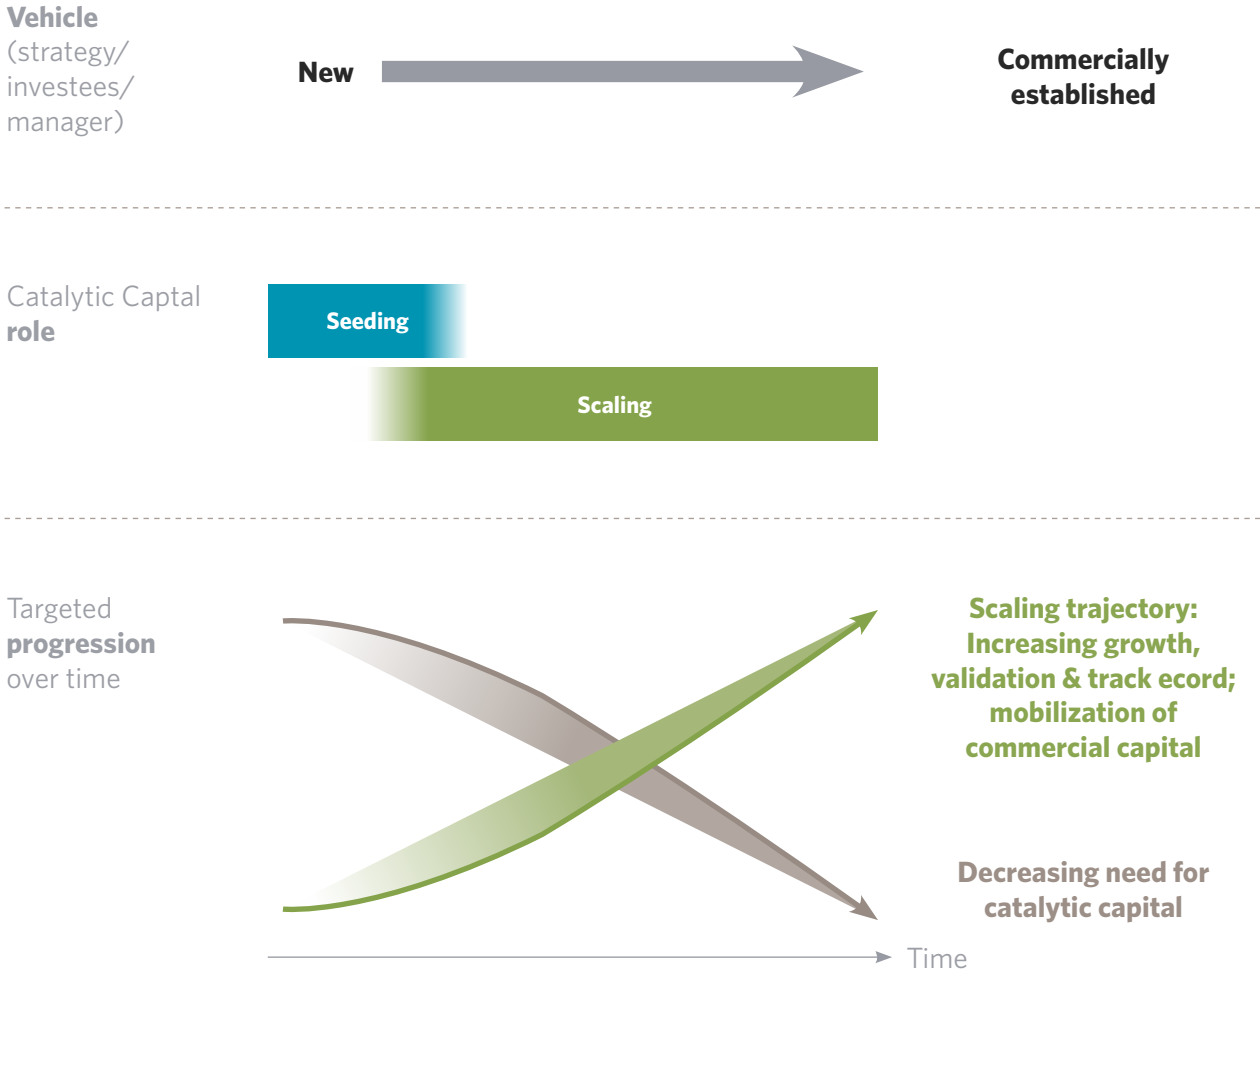 Vehicle
(strategy/
investees/
manager)
New
Commercially
established
Catalytic Captal
role
Seeding
Scaling
Targeted
progression
over time
Scaling trajectory:
Increasing growth,
validation & track ecord;
mobilization of
commercial capital
Decreasing need for
catalytic capital
Time